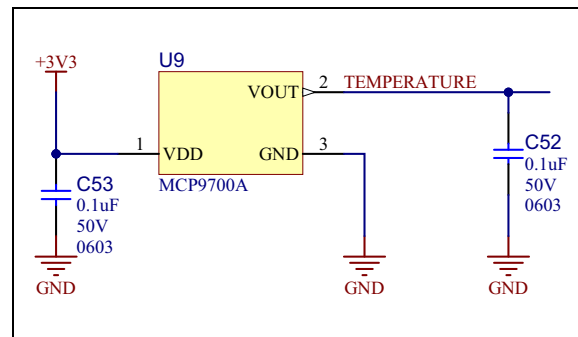 +3V3
U9
VOUT
2
TEMPERATURE
1
VDD
GND
3
MCP9700A
C53
0.1uF
50V
0603
GND
GND
C52
0.1uF
50V
0603
GND